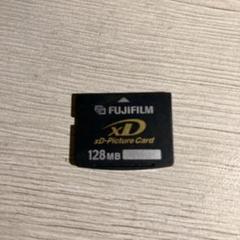 FUJIFILM
xD
xD-Picture Card
128MB